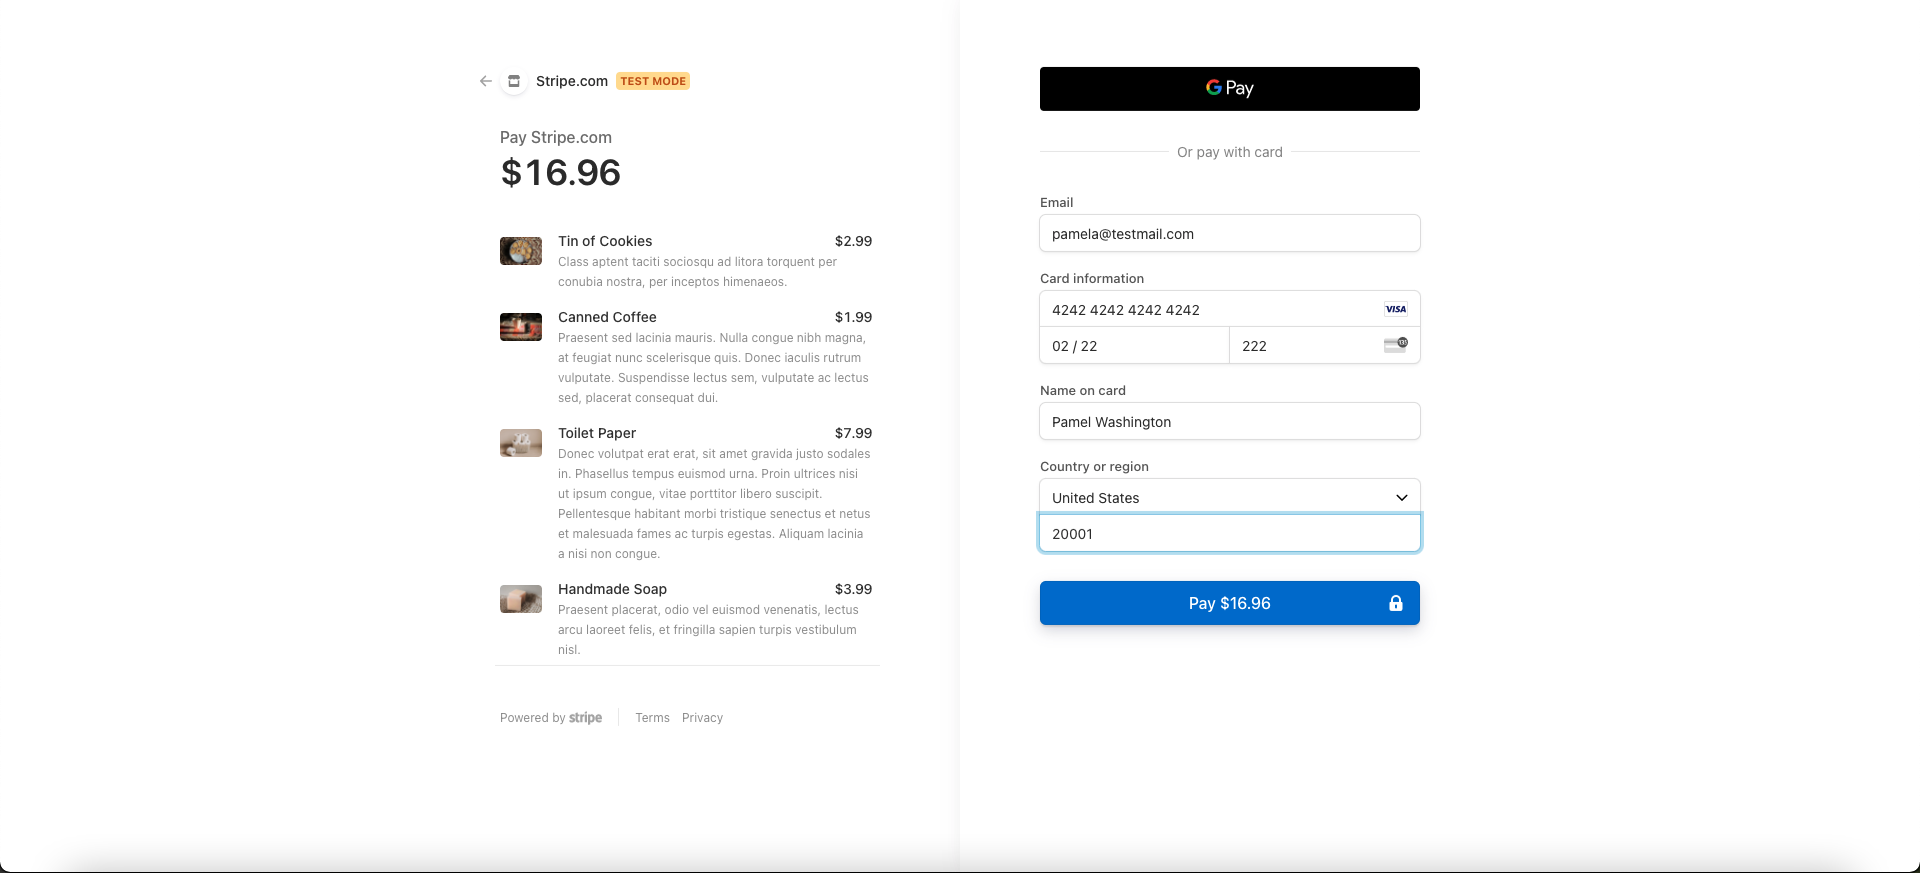 Stripe.com TEST MODE
Pay Stripe.com
$16.96
Tin of Cookies $2.99
Class aptent taciti sociosqu ad litora torquent per
conubia nostra, per inceptos himenaeos.
Canned Coffee $1.99
Praesent sed lacinia mauris. Nulla congue nibh magna,
at feugiat nunc scelerisque quis. Donec iaculis rutrum
vulputate. Suspendisse lectus sem, vulputate ac lectus
sed, placerat consequat dui.
Toilet Paper $7.99
Donec volutpat erat erat, sit amet gravida justo sodales
in. Phasellus tempus euismod urna. Proin ultrices nisi
ut ipsum congue, vitae porttitor libero suscipit.
Pellentesque habitant morbi tristique senectus et netus
et malesuada fames ac turpis egestas. Aliquam lacinia
a nisi non congue.
Handmade Soap $3.99
Praesent placerat, odio vel euismod venenatis, lectus
arcu laoreet felis, et fringilla sapien turpis vestibulum
nisl.
Powered by stripe Terms Privacy
G Pay
Or pay with card
Email
pamela@testmail.com
Card information
4242 4242 4242 4242 VISA
02 / 22 222
Name on card
Pamel Washington
Country or region
United States
20001
Pay $16.96